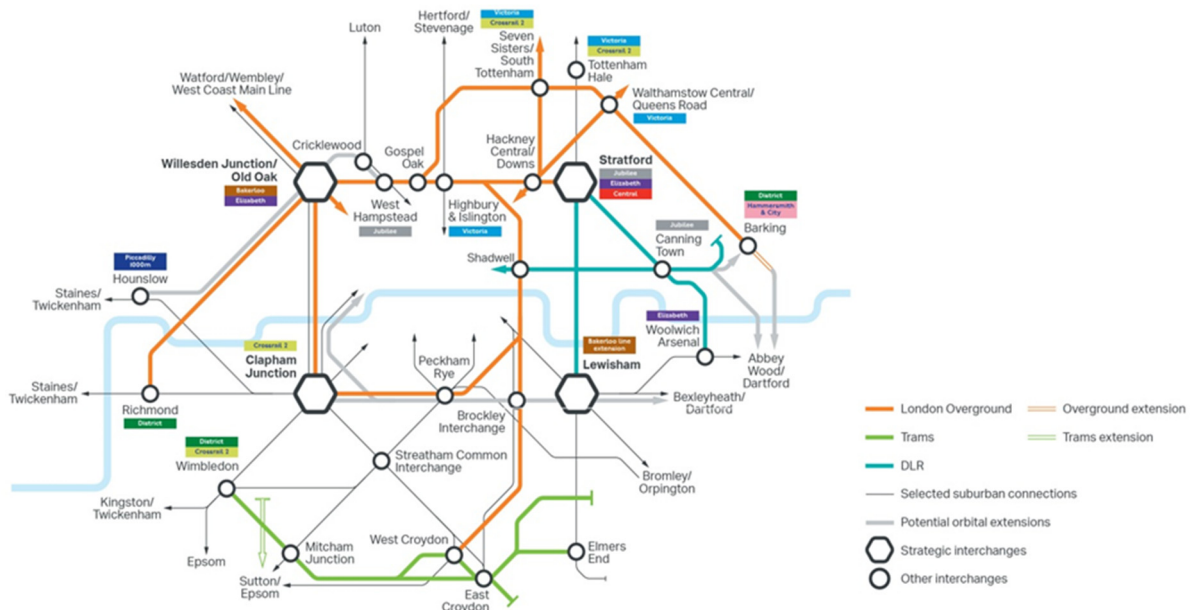 Luton
Hertford/
Stevenage
Victoria
Crossrail 2
Seven
Sisters/
South
Tottenham
Victoria
Crossrail 2
Tottenham
Hale
Watford/Wembley/
West Coast Main Line
Walthamstow Central/
Queens Road
Victoria
Cricklewood
Gospel
Oak
Hackney
Central/
Downs
Willesden Junction/
Old Oak
Bakerloo
Elizabeth
Stratford
Jubilee
Elizabeth
Central
West
Hampstead
Jubilee
Highbury
& Islington
Victoria
District
Hammersmith
& City
Barking
Jubilee
Canning
Town
Shadwell
Piccadilly
Hounslow
Staines/
Twickenham
Elizabeth
Woolwich
Arsenal
Crossrail 2
Clapham
Junction
Peckham
Rye
Bakerloo line
extension
Lewisham
Abbey
Wood/
Dartford
Staines/
Twickenham
Richmond
District
Brockley
Interchange
Bexleyheath/
Dartford
District
Crossrail 2
Wimbledon
Streatham Common
Interchange
Bromley/
Orpington
Kingston/
Twickenham
Epsom
Mitcham
Junction
Sutton/
Epsom
West Croydon
East
Croydon
Elmers
End
London Overground
Overground extension
Trams
Trams extension
DLR
Selected suburban connections
Potential orbital extensions
Strategic interchanges
Other interchanges